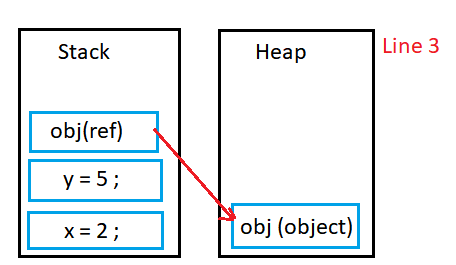 Stack
Heap
Line 3
obj(ref)
y = 5 ;
x = 2 ;
obj (object)